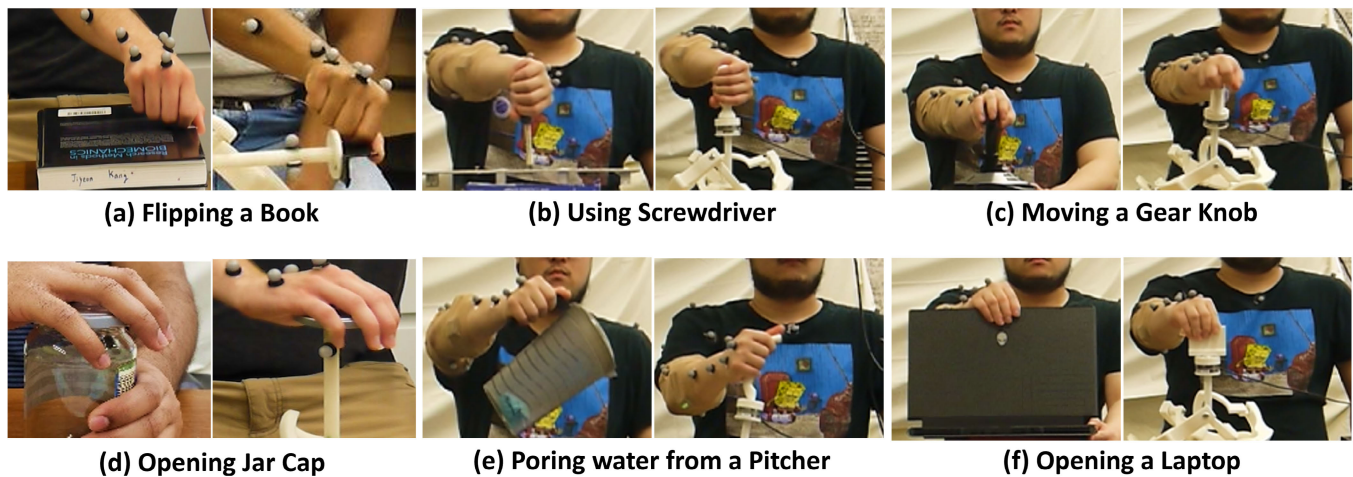 Research Methods in
BIOMECHANICS
Jiyeon Kang
(a) Flipping a Book
(b) Using Screwdriver
(c) Moving a Gear Knob
(d) Opening Jar Cap
(e) Poring water from a Pitcher
(f) Opening a Laptop